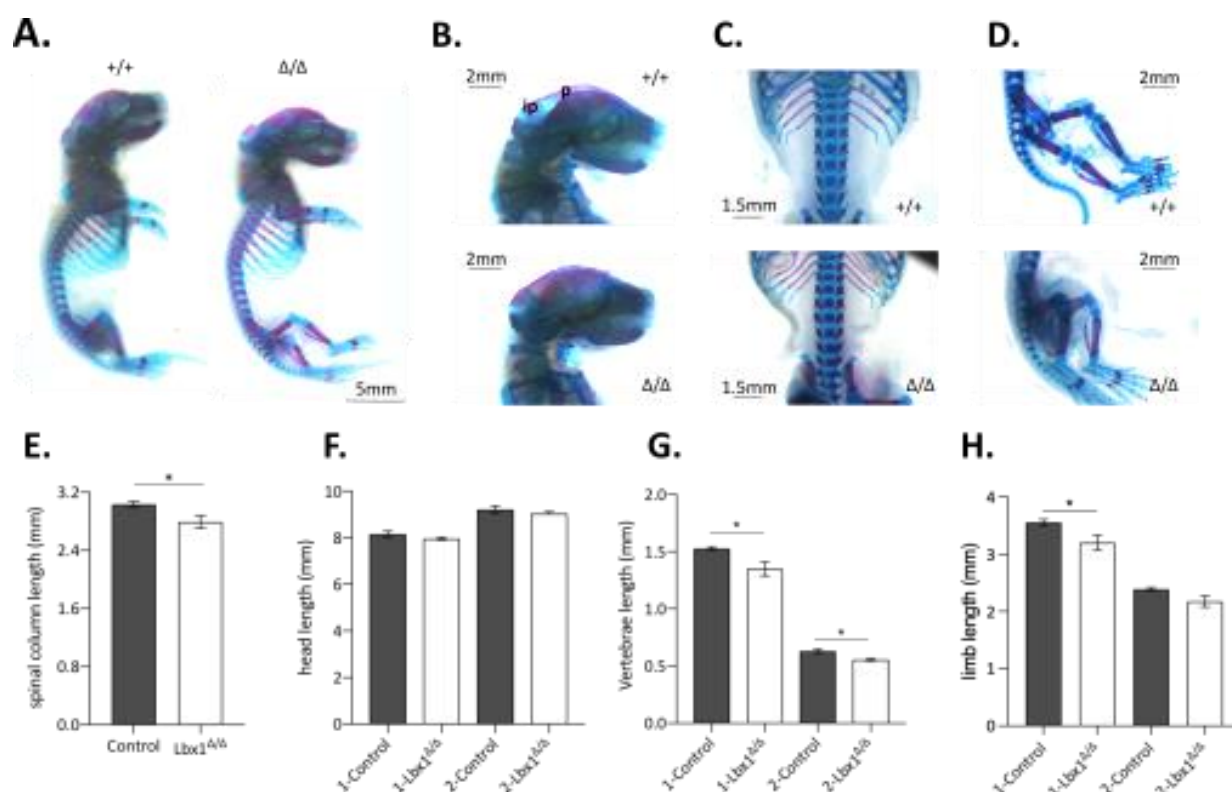 A.
+/+
Δ/Δ
5mm
B.
2mm
+/+
ip
p
2mm
Δ/Δ
C.
1.5mm
+/+
1.5mm
Δ/Δ
D.
2mm
+/+
2mm
Δ/Δ
E.
*
spinal column length (mm)
3.2
2.4
1.6
0.8
0.0
Control
Lbx1Δ/Δ
F.
head length (mm)
10
8
6
4
2
0
1-Control
1-Lbx1Δ/Δ
2-Control
2-Lbx1Δ/Δ
G.
*
*
Vertebrae length (mm)
2.0
1.5
1.0
0.5
0.0
1-Control
1-Lbx1Δ/Δ
2-Control
2-Lbx1Δ/Δ
H.
*
limb length (mm)
4
3
2
1
0
1-Control
1-Lbx1Δ/Δ
2-Control
2-Lbx1Δ/Δ